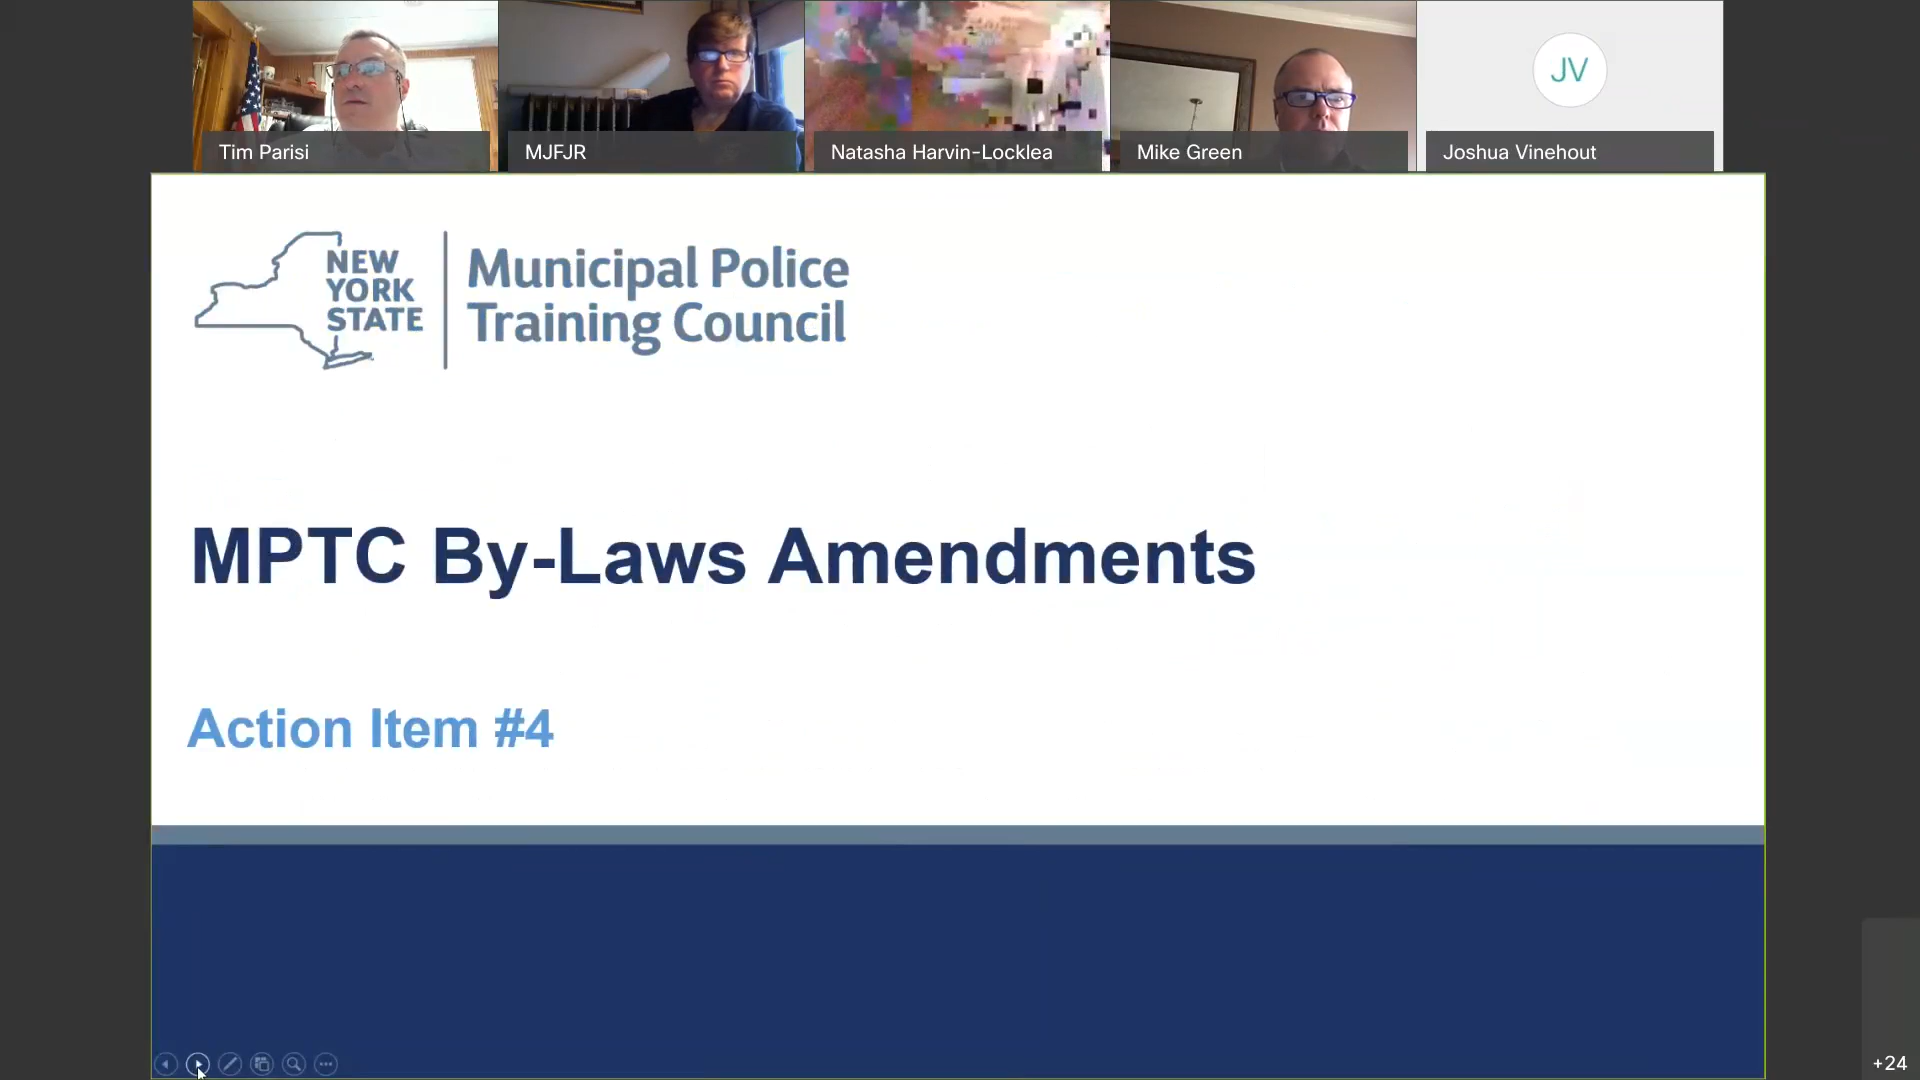 Tim Parisi
MJFJR
Natasha Harvin-Locklea
Mike Green
JV
Joshua Vinehout
NEW
YORK
STATE
Municipal Police
Training Council
MPTC By-Laws Amendments
Action Item #4
+24